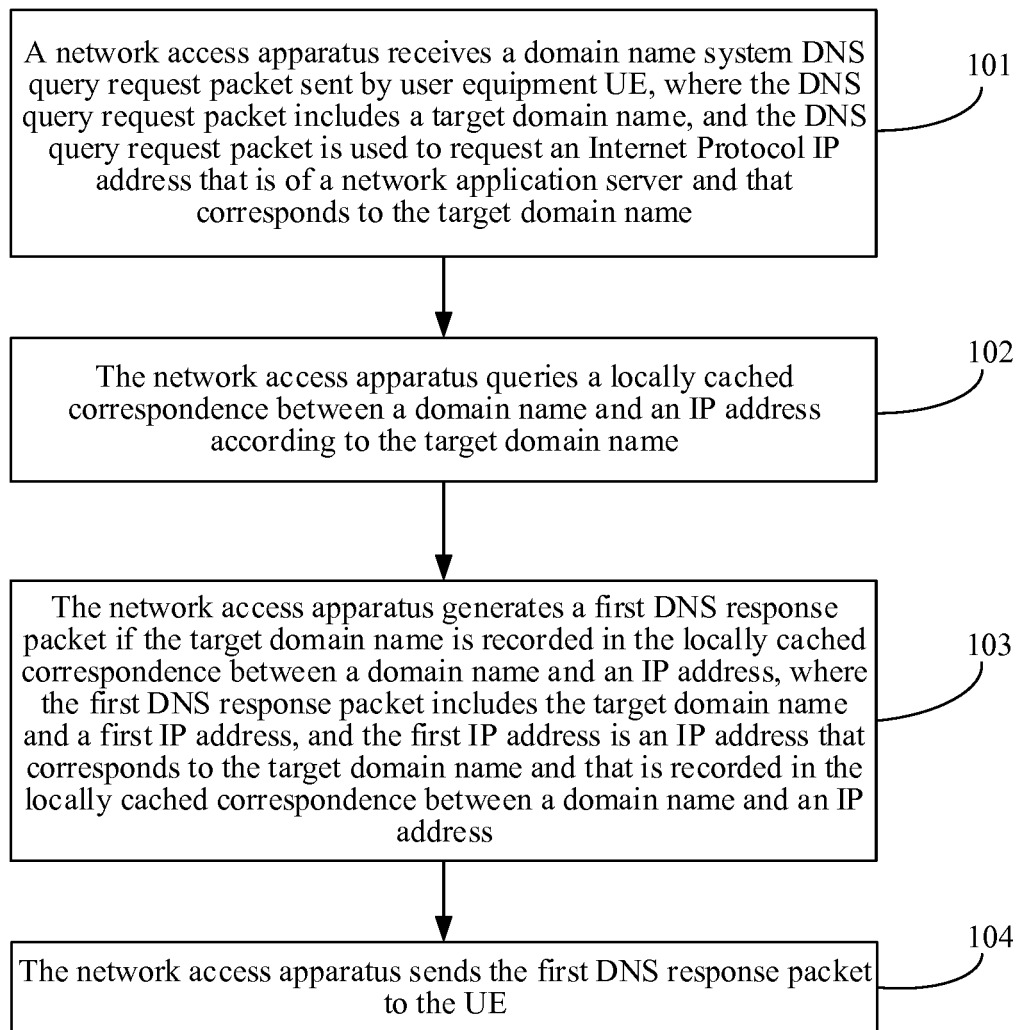 A network access apparatus receives a domain name system DNS
query request packet sent by user equipment UE, where the DNS
query request packet includes a target domain name, and the DNS
query request packet is used to request an Internet Protocol IP
address that is of a network application server and that
corresponds to the target domain name
101
The network access apparatus queries a locally cached
correspondence between a domain name and an IP address
according to the target domain name
102
The network access apparatus generates a first DNS response
packet if the target domain name is recorded in the locally cached
correspondence between a domain name and an IP address, where
the first DNS response packet includes the target domain name
and a first IP address, and the first IP address is an IP address that
corresponds to the target domain name and that is recorded in the
locally cached correspondence between a domain name and an IP
address
103
The network access apparatus sends the first DNS response packet
to the UE
104